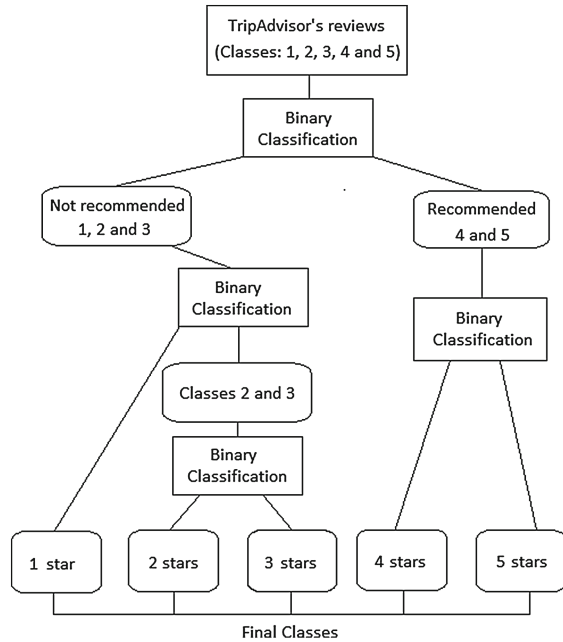 TripAdvisor's reviews
(Classes: 1, 2, 3, 4 and 5)
Binary
Classification
Not recommended
1, 2 and 3
Recommended
4 and 5
Binary
Classification
Binary
Classification
Classes 2 and 3
Binary
Classification
1 star
2 stars
3 stars
4 stars
5 stars
Final Classes